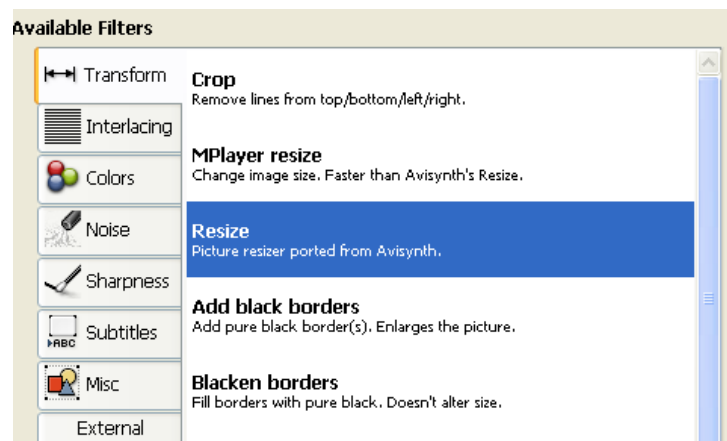 Available Filters
Transform
Interlacing
Colors
Noise
Sharpness
ABC
Subtitles
Misc
External
Crop
Remove lines from top/bottom/left/right.
MPlayer resize
Change image size. Faster than Avisynth's Resize.
Resize
Picture resizer ported from Avisynth.
Add black borders
Add pure black border(s). Enlarges the picture.
Blacken borders
Fill borders with pure black. Doesn't alter size.